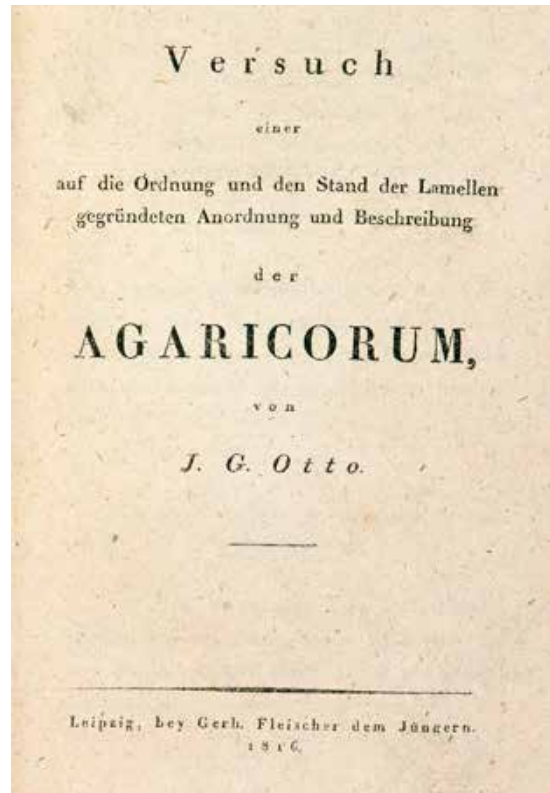 Versuch
einer
auf die Ordnung und den Stand der Lamellen
gegründeten Anordnung und Beschreibung
der
AGARICORUM,
von
J. G. Otto.
Leipzig, bey Gerh. Fleischer dem Jüngern.
1816.